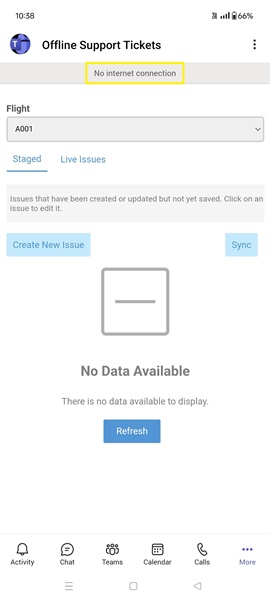 10:38
66%
Offline Support Tickets
No internet connection
Flight
A001
Staged
Live Issues
Issues that have been created or updated but not yet saved. Click on an
issue to edit it.
Create New Issue
Sync
No Data Available
There is no data available to display.
Refresh
Activity
Chat
Teams
Calendar
Calls
More